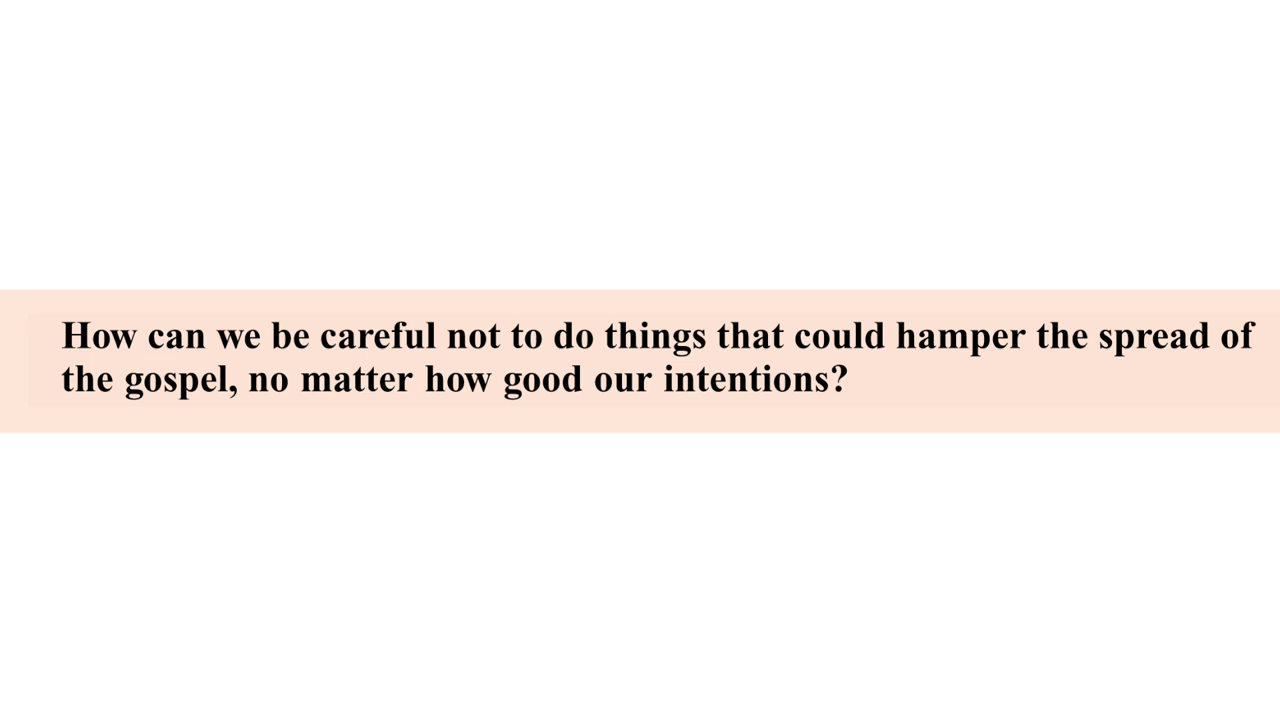 How can we be careful not to do things that could hamper the spread of
the gospel, no matter how good our intentions?